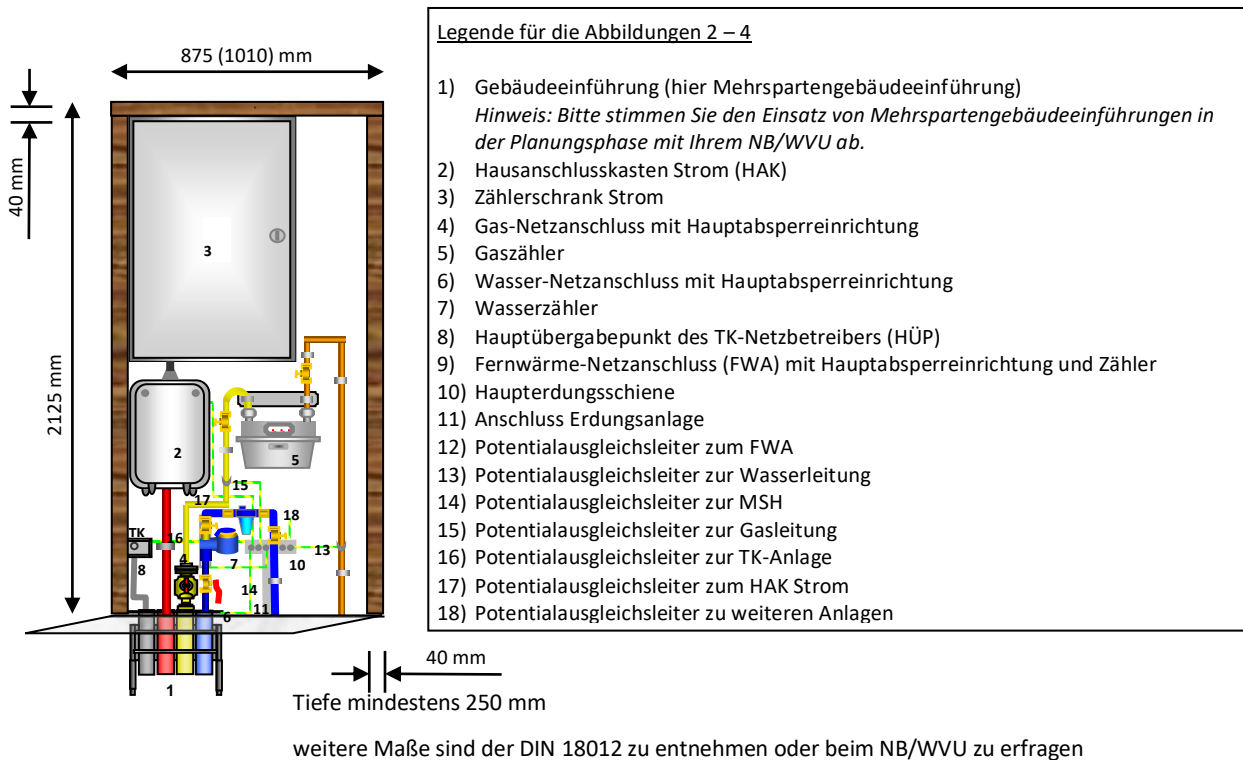 875 (1010) mm
40 mm
2125 mm
3
2
5
15
17
18
TK
16
13
4
7
10
8
14
11
6
1
40 mm
Tiefe mindestens 250 mm
weitere Maße sind der DIN 18012 zu entnehmen oder beim NB/WVU zu erfragen
Legende für die Abbildungen 2 – 4
1) Gebäudeeinführung (hier Mehrspartengebäudeeinführung)
Hinweis: Bitte stimmen Sie den Einsatz von Mehrspartengebäudeeinführungen in
der Planungsphase mit Ihrem NB/WVU ab.
2) Hausanschlusskasten Strom (HAK)
3) Zählerschrank Strom
4) Gas-Netzanschluss mit Hauptabsperreinrichtung
5) Gaszähler
6) Wasser-Netzanschluss mit Hauptabsperreinrichtung
7) Wasserzähler
8) Hauptübergabepunkt des TK-Netzbetreibers (HÜP)
9) Fernwärme-Netzanschluss (FWA) mit Hauptabsperreinrichtung und Zähler
10) Haupterdungsschiene
11) Anschluss Erdungsanlage
12) Potentialausgleichsleiter zum FWA
13) Potentialausgleichsleiter zur Wasserleitung
14) Potentialausgleichsleiter zur MSH
15) Potentialausgleichsleiter zur Gasleitung
16) Potentialausgleichsleiter zur TK-Anlage
17) Potentialausgleichsleiter zum HAK Strom
18) Potentialausgleichsleiter zu weiteren Anlagen